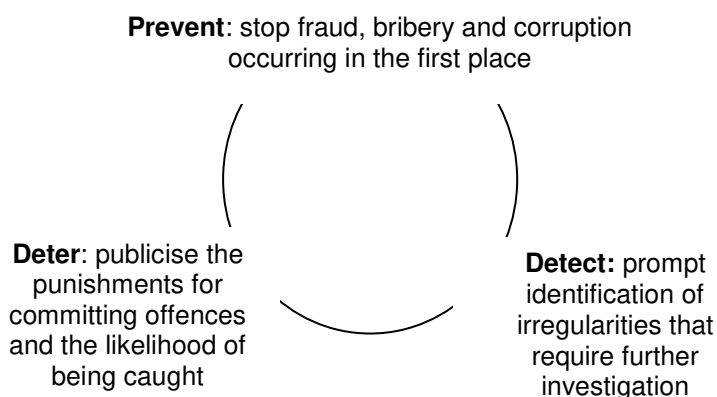 Prevent: stop fraud, bribery and corruption
occurring in the first place
Deter: publicise the
punishments for
committing offences
and the likelihood of
being caught
Detect: prompt
identification of
irregularities that
require further
investigation